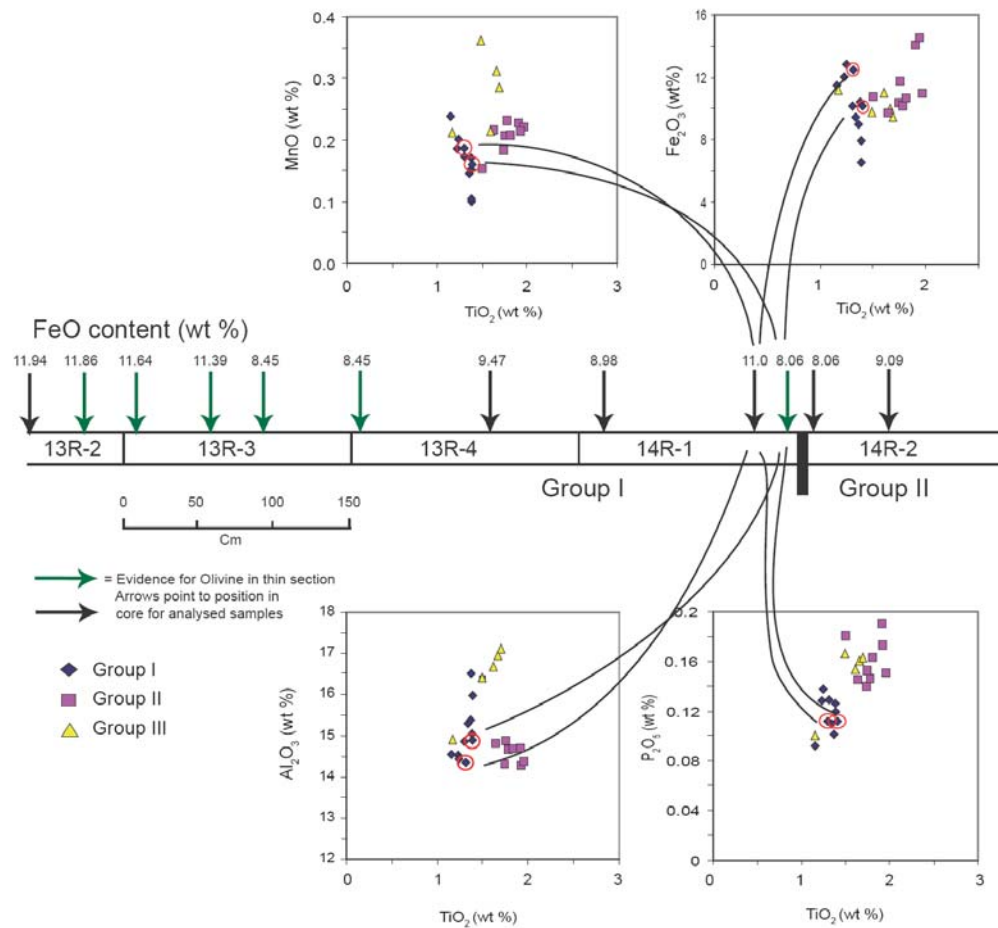 0.4
0.3
0.2
0.1
0.0
MnO (wt %)
0
1
2
3
TiO₂ (wt %)
16
12
8
4
0
Fe₂O₃ (wt%)
0
1
2
TiO₂ (wt %)
FeO content (wt %)
11.94
11.86
11.64
11.39
8.45
8.45
9.47
8.98
11.0
8.06
8.06
9.09
13R-2
13R-3
13R-4
14R-1
14R-2
Group I
Group II
0
50
100
150
Cm
= Evidence for Olivine in thin section
Arrows point to position in
core for analysed samples
Group I
Group II
Group III
18
17
16
15
14
13
12
Al₂O₃ (wt %)
0
1
2
3
TiO₂ (wt %)
0.2
0.16
0.12
0.08
0.04
0
P₂O₅ (wt %)
0
1
2
3
TiO₂ (wt %)